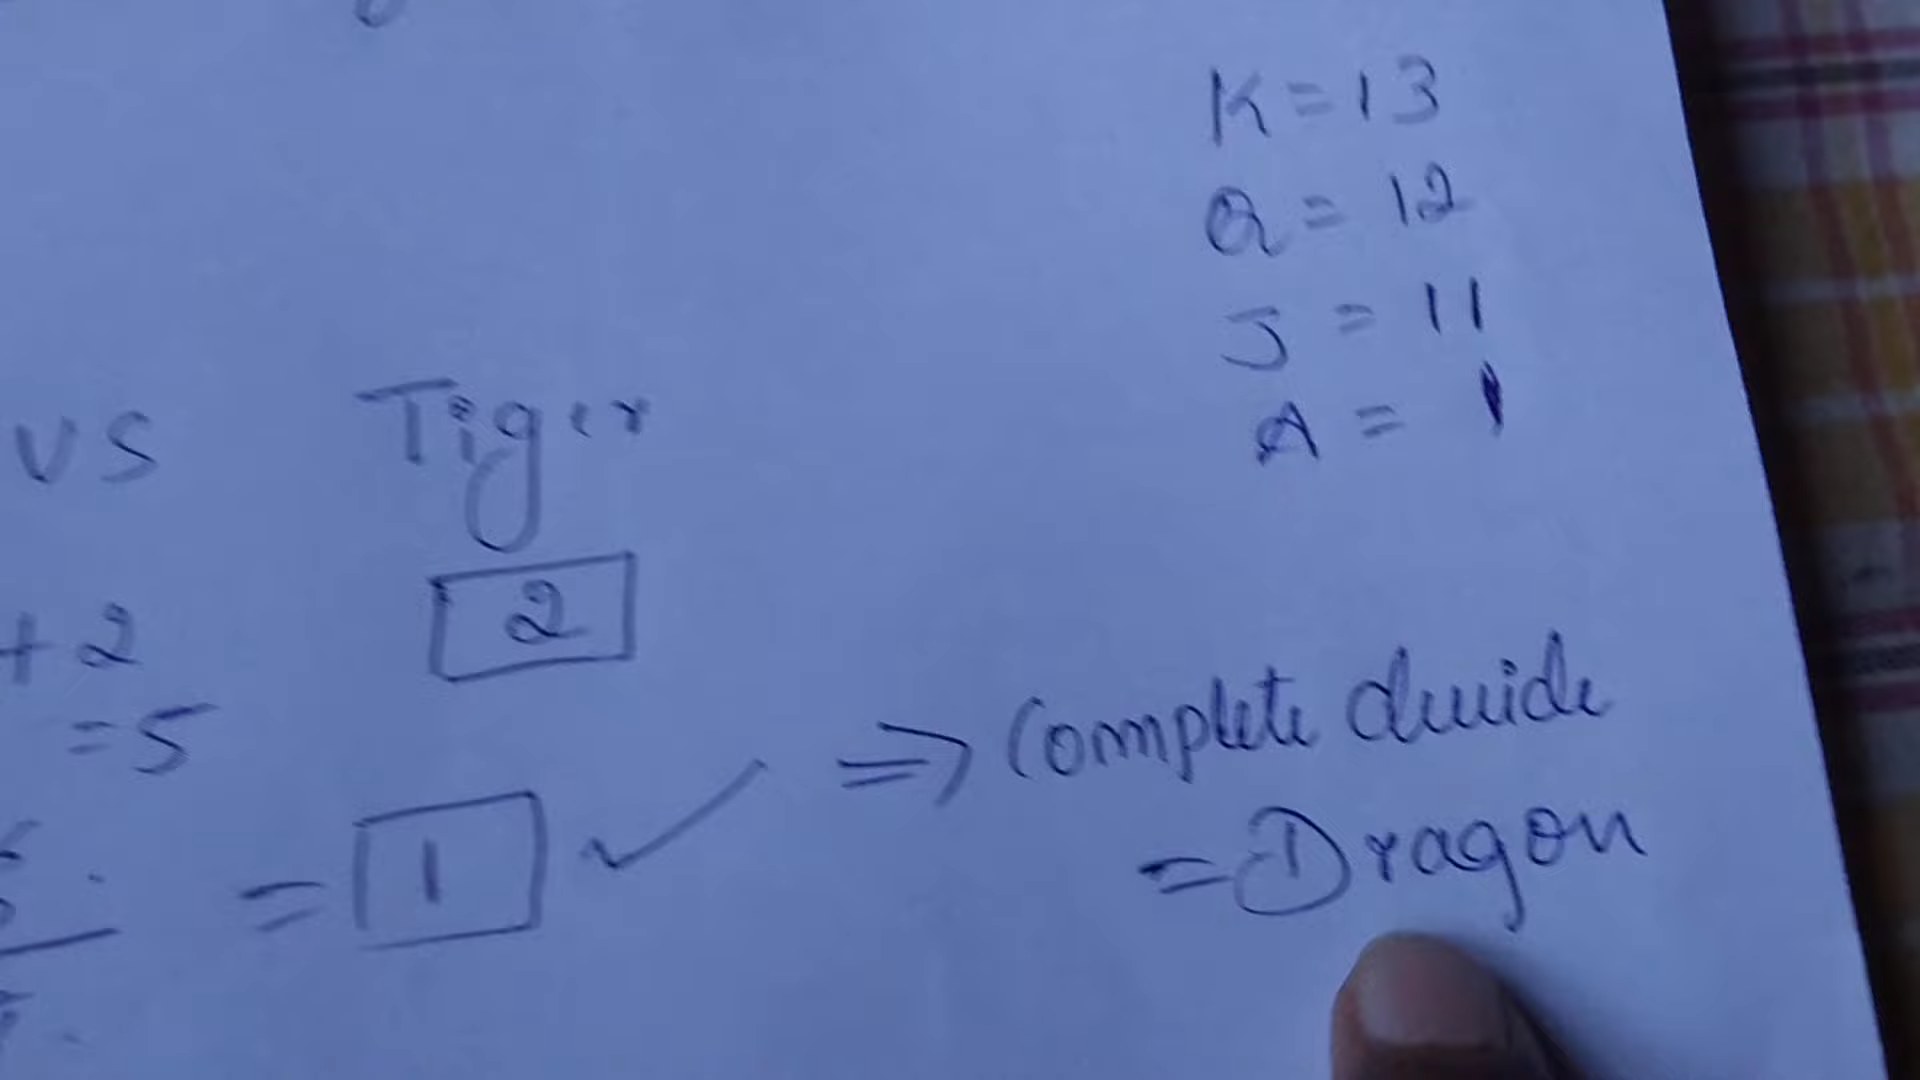 K = 13
Q = 12
J = 11
A = 1
VS Tiger
+ 2
2
= 5
⇒ Complete divide
= 1 ✓
= Dragon